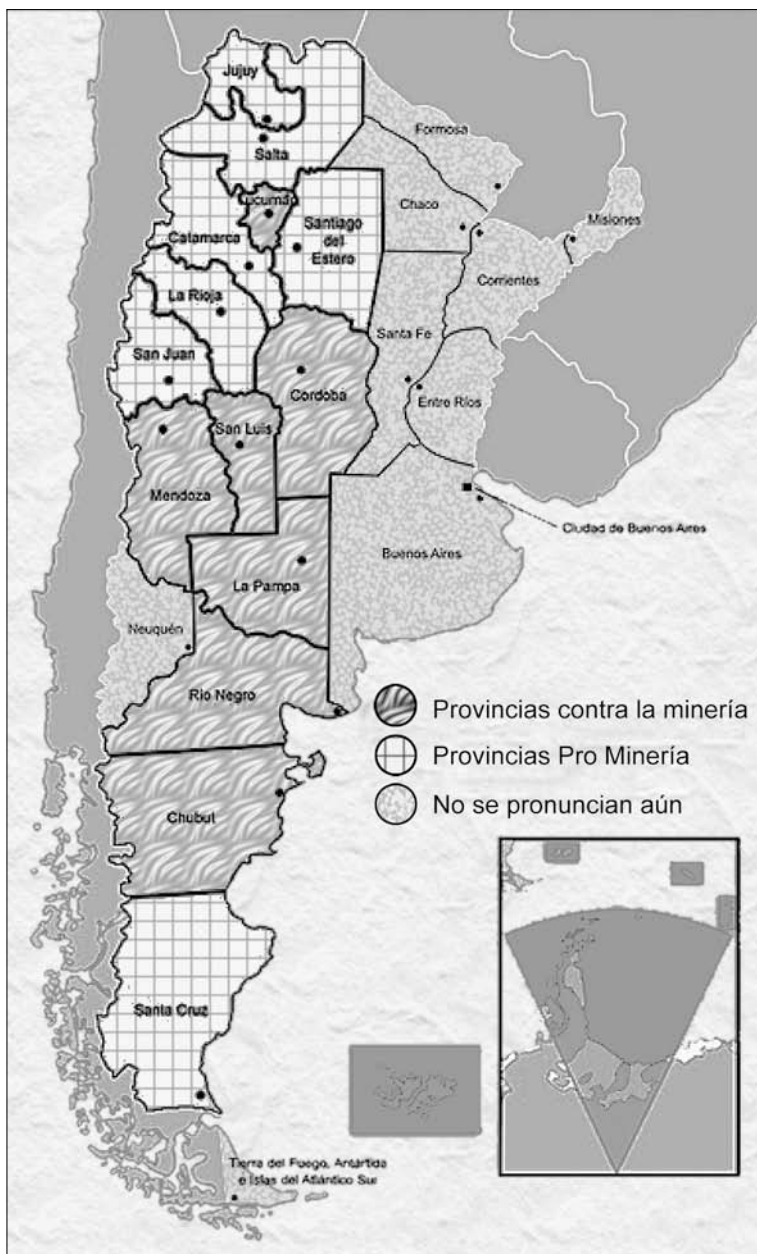 Jujuy
Formosa
Salta
Chaco
Tucumán
Misiones
Santiago
del
Estero
Catamarca
Corrientes
La Rioja
Santa Fe
San Juan
Cordoba
Entre Ríos
San Luis
Mendoza
Ciudad de Buenos Aires
Buenos Aires
La Pampa
Neuquén
Río Negro
Provincias contra la minería
Provincias Pro Minería
Chubut
No se pronuncian aún
Santa Cruz
Tierra del Fuego, Antártida
e Islas del Atlántico Sur